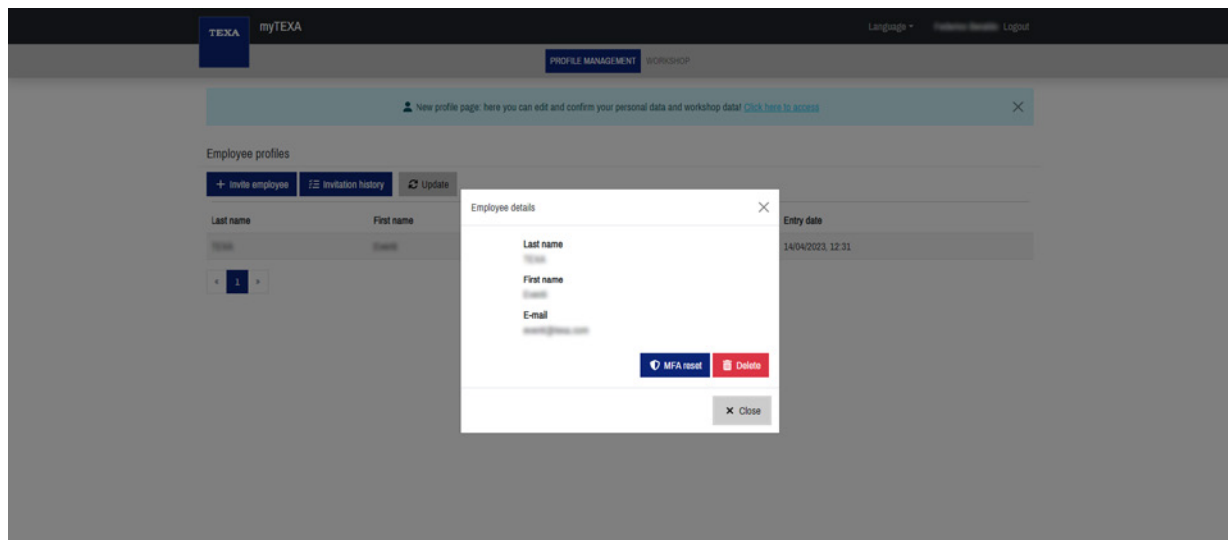 TEXA myTEXA Language Logout
PROFILE MANAGEMENT WORKSHOP
New profile page: here you can edit and confirm your personal data and workshop data! Click here to access
Employee profiles
Invite employee Invitation history Update
Last name First name Entry date
14/04/2023, 12:31
« 1 »
Employee details
Last name
First name
E-mail
MFA reset Delete
Close